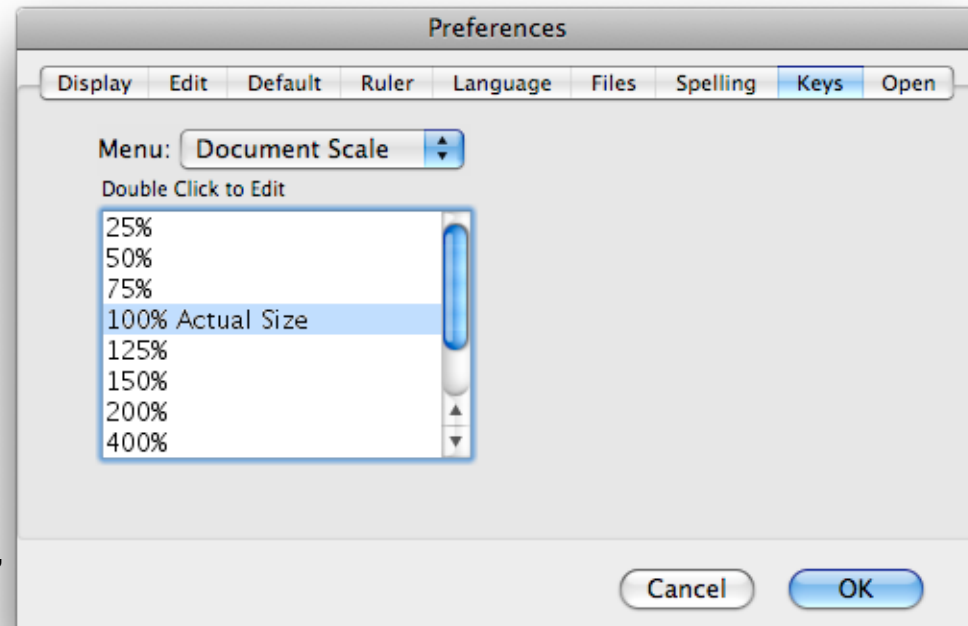 Preferences
Display Edit Default Ruler Language Files Spelling Keys Open
Menu: Document Scale
Double Click to Edit
25%
50%
75%
100% Actual Size
125%
150%
200%
400%
Cancel OK